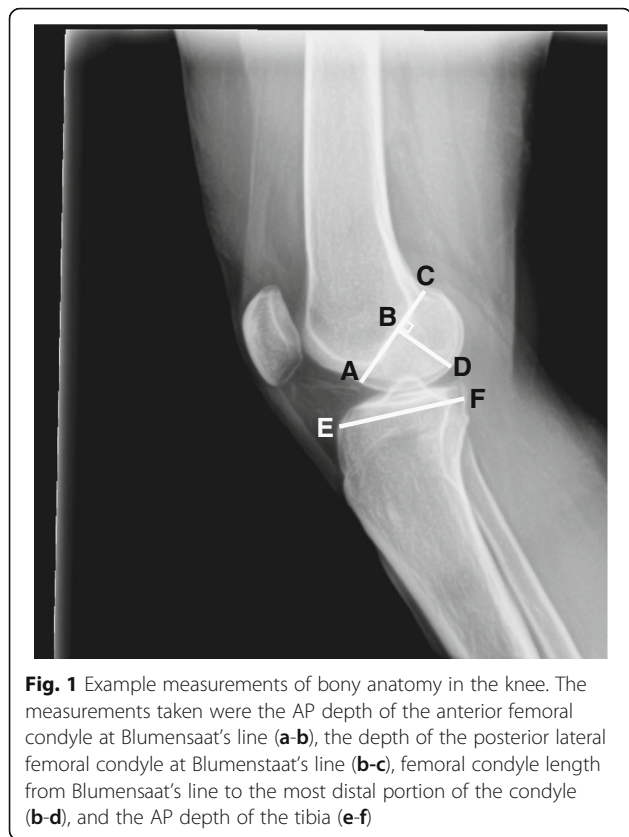 C
B
A
D
F
E
Fig. 1 Example measurements of bony anatomy in the knee. The
measurements taken were the AP depth of the anterior femoral
condyle at Blumensaat's line (a-b), the depth of the posterior lateral
femoral condyle at Blumenstaat's line (b-c), femoral condyle length
from Blumensaat's line to the most distal portion of the condyle
(b-d), and the AP depth of the tibia (e-f)